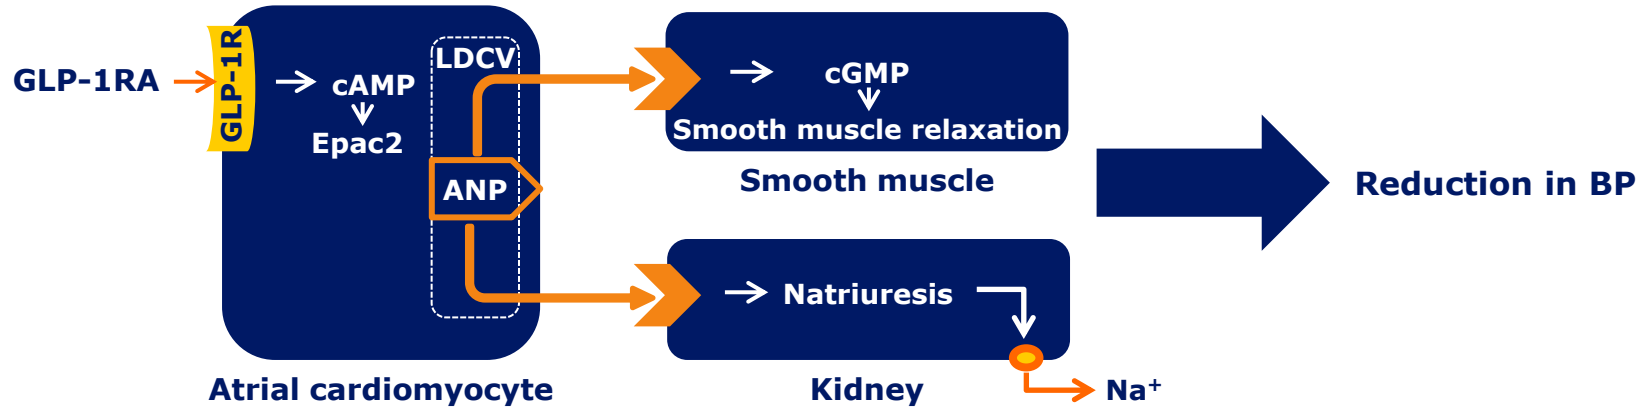 GLP-1RA
GLP-1R
cAMP
Epac2
LDCV
ANP
Atrial cardiomyocyte
cGMP
Smooth muscle relaxation
Smooth muscle
Natriuresis
Kidney
Na⁺
Reduction in BP